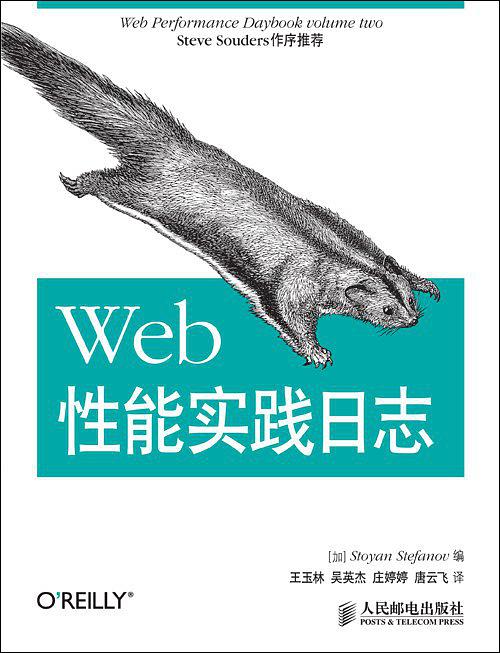 Web Performance Daybook volume two
Steve Souders作序推荐
Web
性能实践日志
[加] Stoyan Stefanov 编
王玉林 吴英杰 庄婷婷 唐云飞 译
O'REILLY®
人民邮电出版社
POSTS & TELECOM PRESS